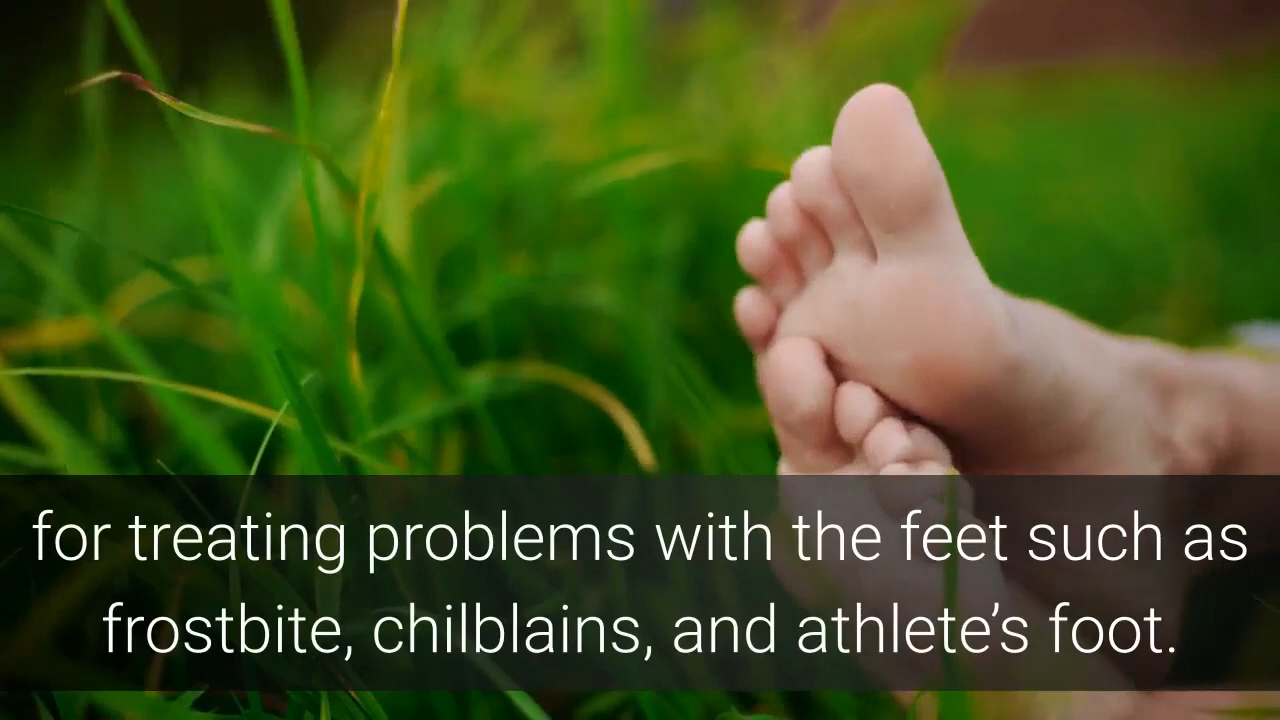 for treating problems with the feet such as
frostbite, chilblains, and athlete’s foot.